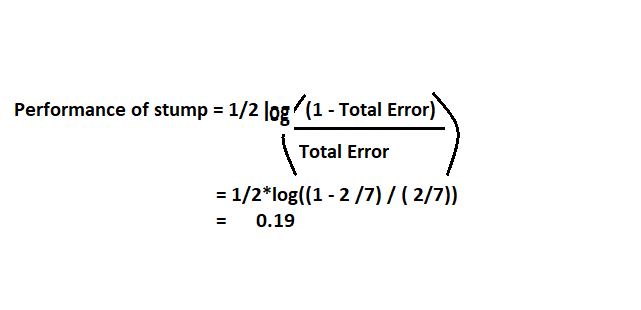 Performance of stump = 1/2 log ( (1 - Total Error)
Total Error )
= 1/2*log((1 - 2 /7) / ( 2/7))
= 0.19